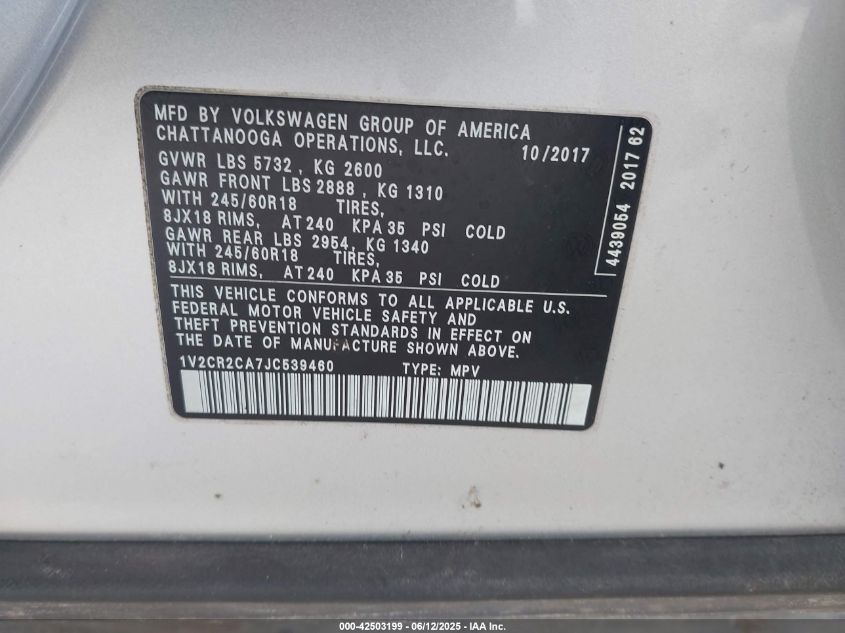 MFD BY VOLKSWAGEN GROUP OF AMERICA
CHATTANOOGA OPERATIONS, LLC. 10/2017
GVWR LBS 5732 , KG 2600
GAWR FRONT LBS 2888 , KG 1310
WITH 245/60R18 TIRES,
8JX18 RIMS, AT 240 KPA 35 PSI COLD
GAWR REAR LBS 2954, KG 1340
WITH 245/60R18 TIRES,
8JX18 RIMS, AT 240 KPA 35 PSI COLD
4439054 2017 62
THIS VEHICLE CONFORMS TO ALL APPLICABLE U.S.
FEDERAL MOTOR VEHICLE SAFETY AND
THEFT PREVENTION STANDARDS IN EFFECT ON
THE DATE OF MANUFACTURE SHOWN ABOVE.
1V2CR2CA7JC539460 TYPE: MPV
000-42503199 - 06/12/2025 - IAA Inc.